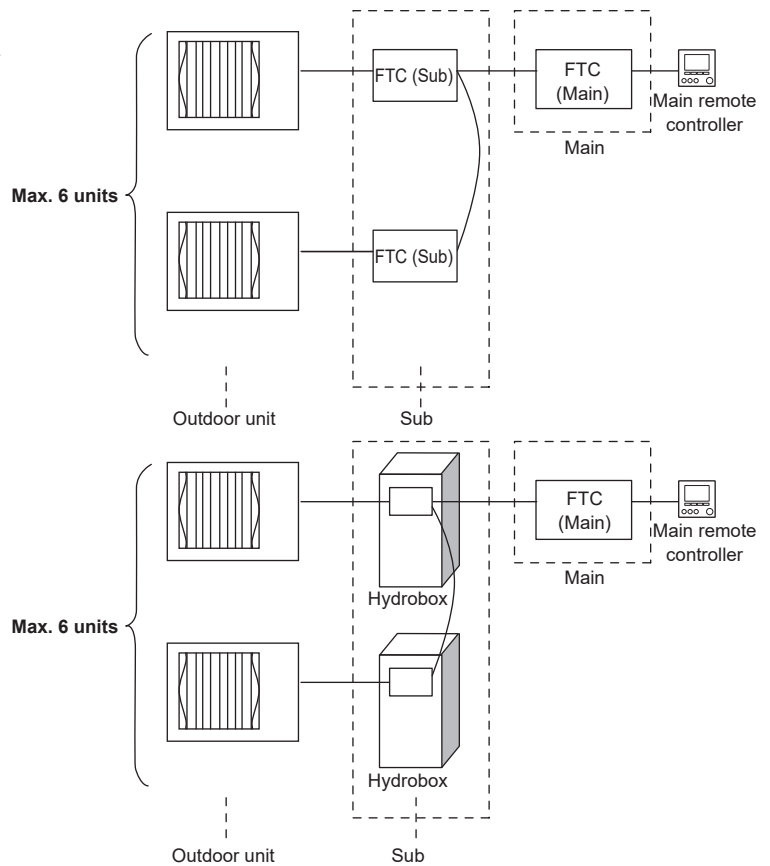 FTC (Sub)
FTC
(Main)
Main remote
controller
Main
Max. 6 units
FTC (Sub)
Outdoor unit
Sub
FTC
(Main)
Main remote
controller
Main
Hydrobox
Max. 6 units
Hydrobox
Outdoor unit
Sub